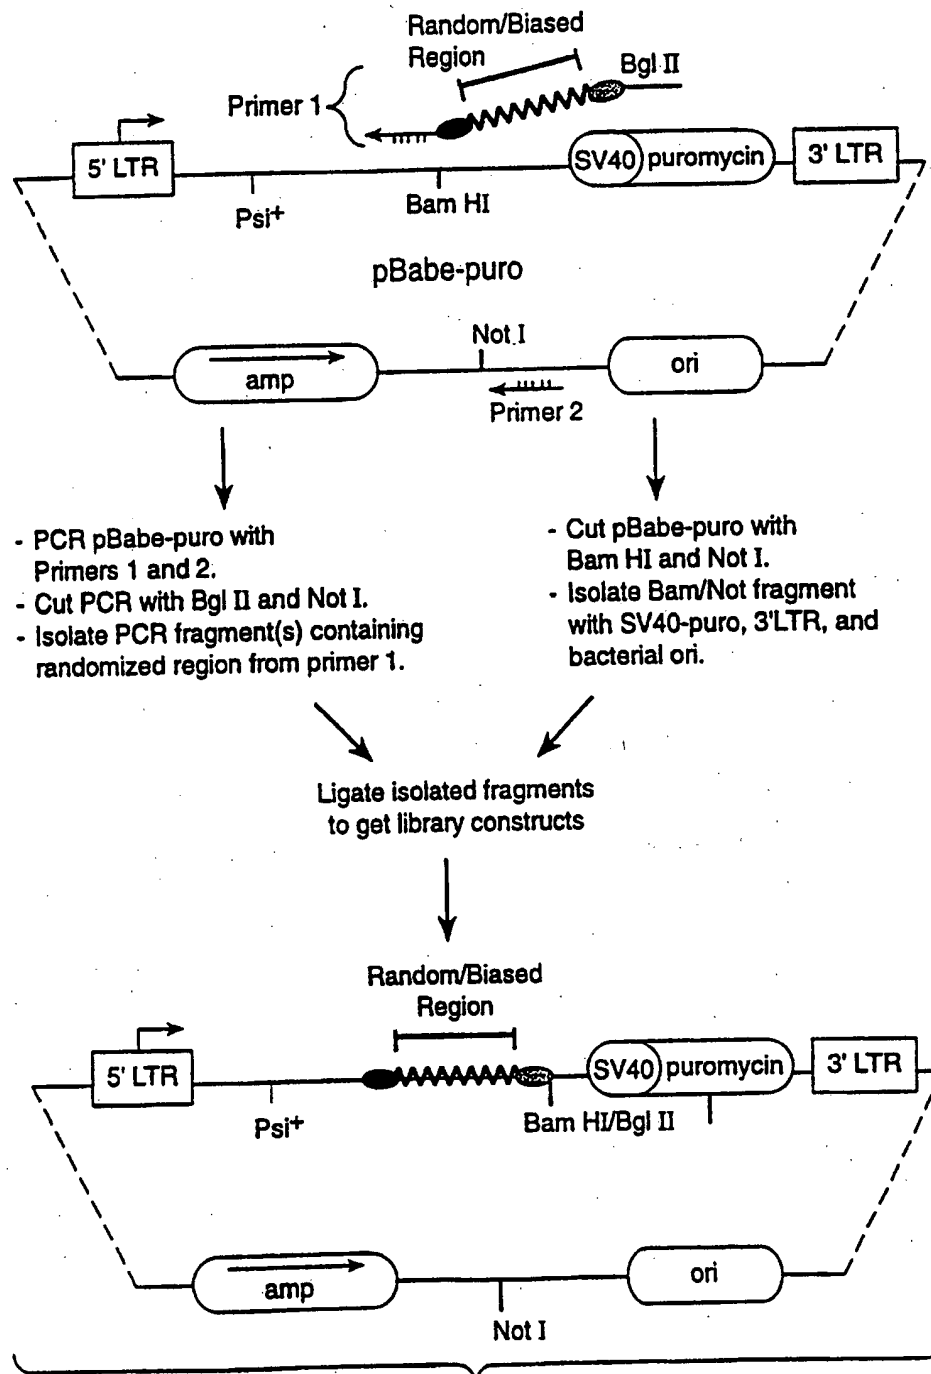 Random/Biased
Region
Bgl II
Primer 1
5' LTR
SV40
puromycin
3' LTR
Psi+
Bam HI
pBabe-puro
Not I
amp
ori
Primer 2
- PCR pBabe-puro with
Primers 1 and 2.
- Cut PCR with Bgl II and Not I.
- Isolate PCR fragment(s) containing
randomized region from primer 1.
- Cut pBabe-puro with
Bam HI and Not I.
- Isolate Bam/Not fragment
with SV40-puro, 3'LTR, and
bacterial ori.
Ligate isolated fragments
to get library constructs
Random/Biased
Region
5' LTR
SV40
puromycin
3' LTR
Psi+
Bam HI/Bgl II
amp
ori
Not I